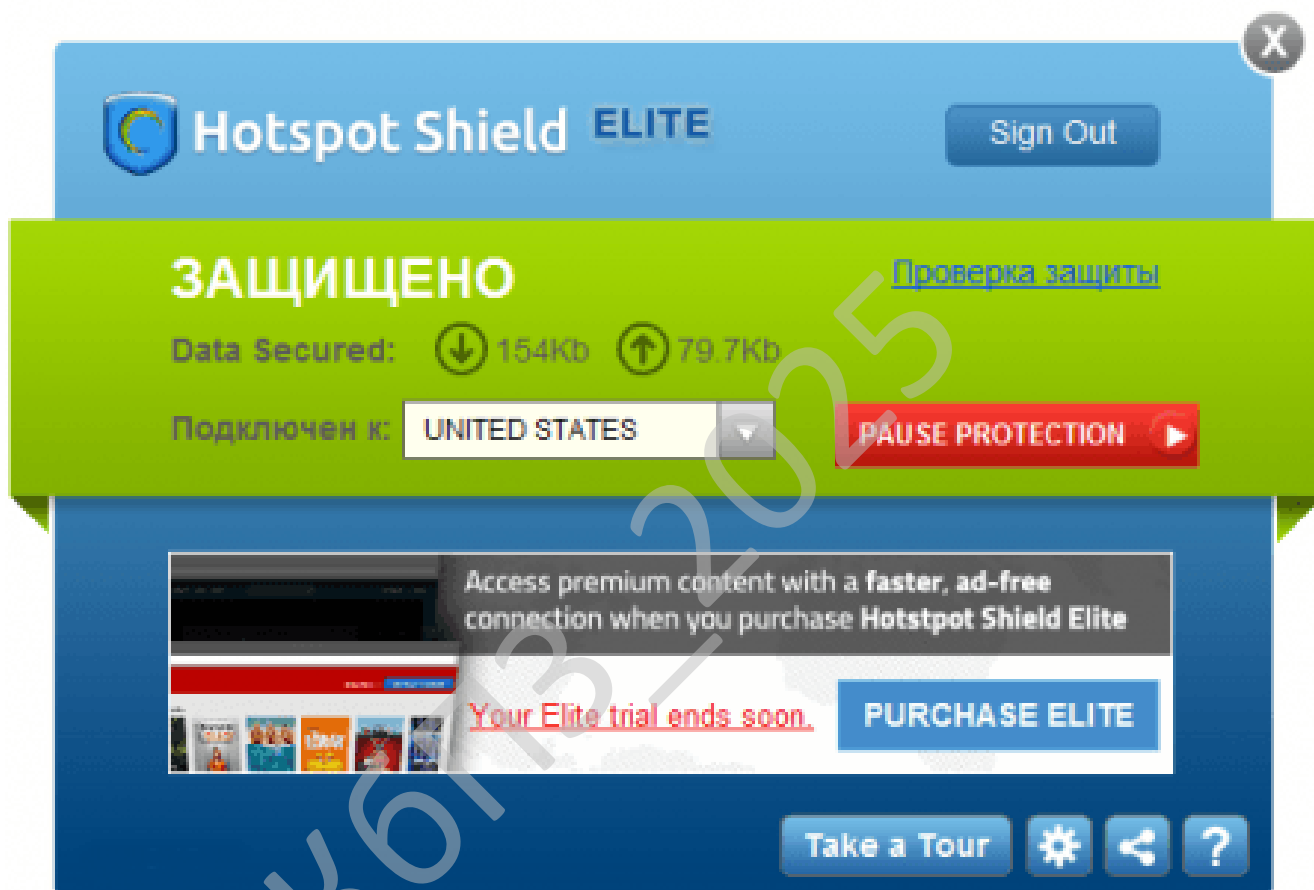 X
Hotspot Shield ELITE
Sign Out
ЗАЩИЩЕНО
Проверка защиты
Data Secured: 154Kb 79.7Kb
Подключен к: UNITED STATES
PAUSE PROTECTION
Access premium content with a faster, ad-free
connection when you purchase Hotstpot Shield Elite
Your Elite trial ends soon.
PURCHASE ELITE
Take a Tour
?